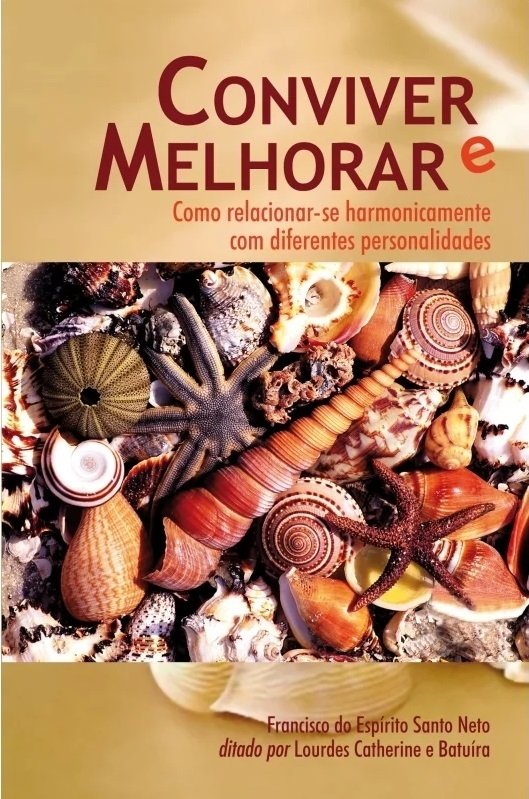 CONVIVER
e
MELHORAR
Como relacionar-se harmonicamente
com diferentes personalidades
Francisco do Espírito Santo Neto
ditado por Lourdes Catherine e Batuíra